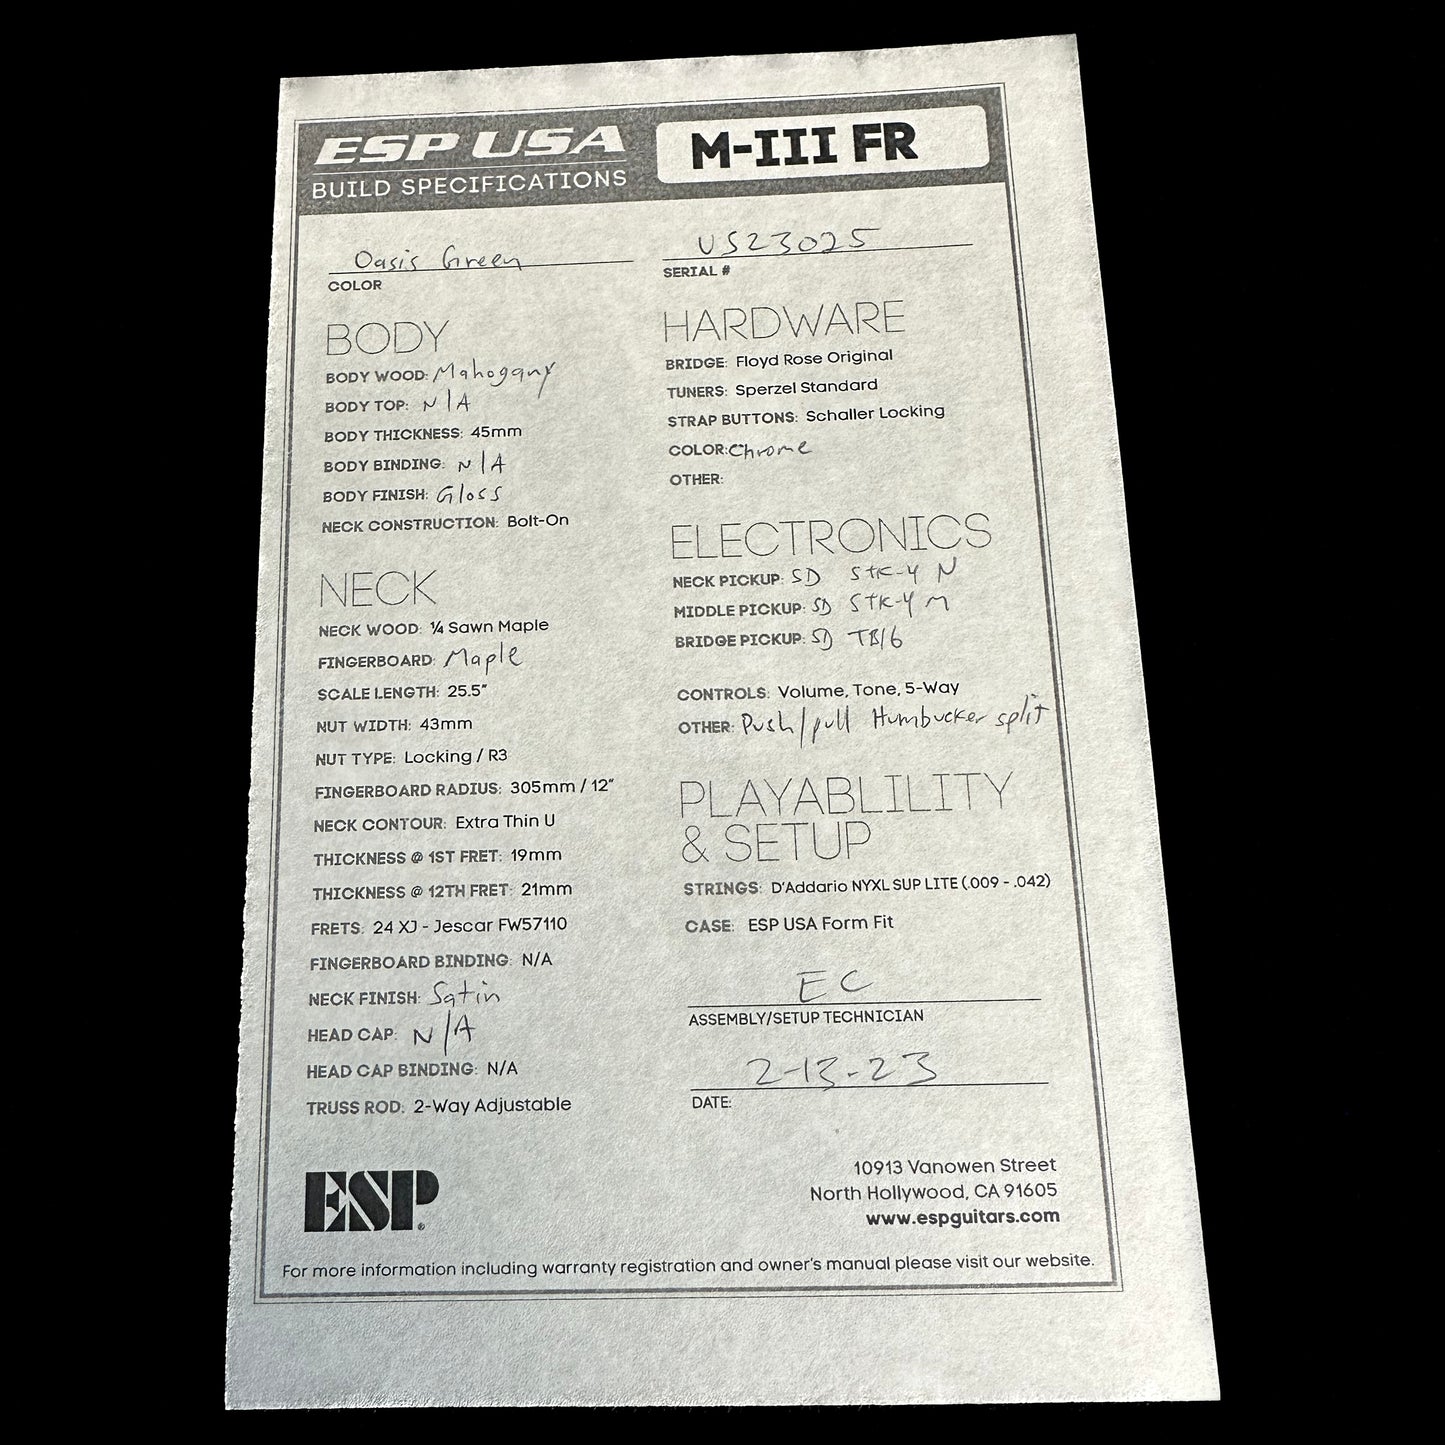 ESP USA
BUILD SPECIFICATIONS
M-III FR
Oasis Green
COLOR
US23025
SERIAL #
BODY
BODY WOOD: Mahogany
BODY TOP: N/A
BODY THICKNESS: 45mm
BODY BINDING: N/A
BODY FINISH: Gloss
NECK CONSTRUCTION: Bolt-On
NECK
NECK WOOD: ¼ Sawn Maple
FINGERBOARD: Maple
SCALE LENGTH: 25.5"
NUT WIDTH: 43mm
NUT TYPE: Locking / R3
FINGERBOARD RADIUS: 305mm / 12"
NECK CONTOUR: Extra Thin U
THICKNESS @ 1ST FRET: 19mm
THICKNESS @ 12TH FRET: 21mm
FRETS: 24 XJ - Jescar FW57110
FINGERBOARD BINDING: N/A
NECK FINISH: Satin
HEAD CAP: N/A
HEAD CAP BINDING: N/A
TRUSS ROD: 2-Way Adjustable
HARDWARE
BRIDGE: Floyd Rose Original
TUNERS: Sperzel Standard
STRAP BUTTONS: Schaller Locking
COLOR: Chrome
OTHER:
ELECTRONICS
NECK PICKUP: SD STK-4 N
MIDDLE PICKUP: SD STK-4 M
BRIDGE PICKUP: SD TB/6
CONTROLS: Volume, Tone, 5-Way
OTHER: Push/pull Humbucker split
PLAYABLILITY
& SETUP
STRINGS: D'Addario NYXL SUP LITE (.009 - .042)
CASE: ESP USA Form Fit
EC
ASSEMBLY/SETUP TECHNICIAN
2-13-23
DATE:
ESP®
10913 Vanowen Street
North Hollywood, CA 91605
www.espguitars.com
For more information including warranty registration and owner's manual please visit our website.